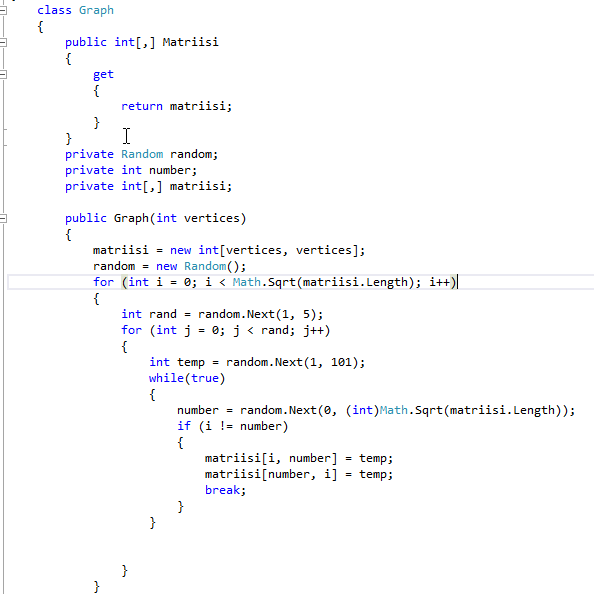 class Graph
{
    public int[,] Matriisi
    {
        get
        {
            return matriisi;
        }
    }
    private Random random;
    private int number;
    private int[,] matriisi;

    public Graph(int vertices)
    {
        matriisi = new int[vertices, vertices];
        random = new Random();
        for (int i = 0; i < Math.Sqrt(matriisi.Length); i++)
        {
            int rand = random.Next(1, 5);
            for (int j = 0; j < rand; j++)
            {
                int temp = random.Next(1, 101);
                while(true)
                {
                    number = random.Next(0, (int)Math.Sqrt(matriisi.Length));
                    if (i != number)
                    {
                        matriisi[i, number] = temp;
                        matriisi[number, i] = temp;
                        break;
                    }
                }


            }
        }